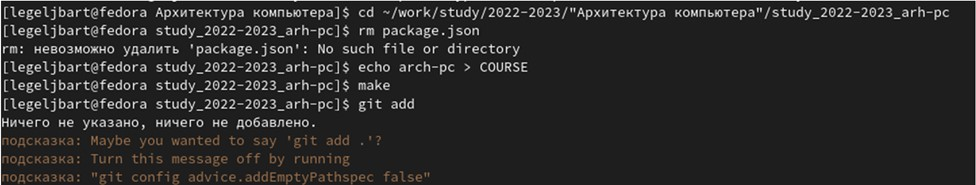 [legeljbart@fedora Архитектура компьютера]$ cd ~/work/study/2022-2023/"Архитектура компьютера"/study_2022-2023_arh-pc
[legeljbart@fedora study_2022-2023_arh-pc]$ rm package.json
rm: невозможно удалить 'package.json': No such file or directory
[legeljbart@fedora study_2022-2023_arh-pc]$ echo arch-pc > COURSE
[legeljbart@fedora study_2022-2023_arh-pc]$ make
[legeljbart@fedora study_2022-2023_arh-pc]$ git add
Ничего не указано, ничего не добавлено.
подсказка: Maybe you wanted to say 'git add .'?
подсказка: Turn this message off by running
подсказка: "git config advice.addEmptyPathspec false"